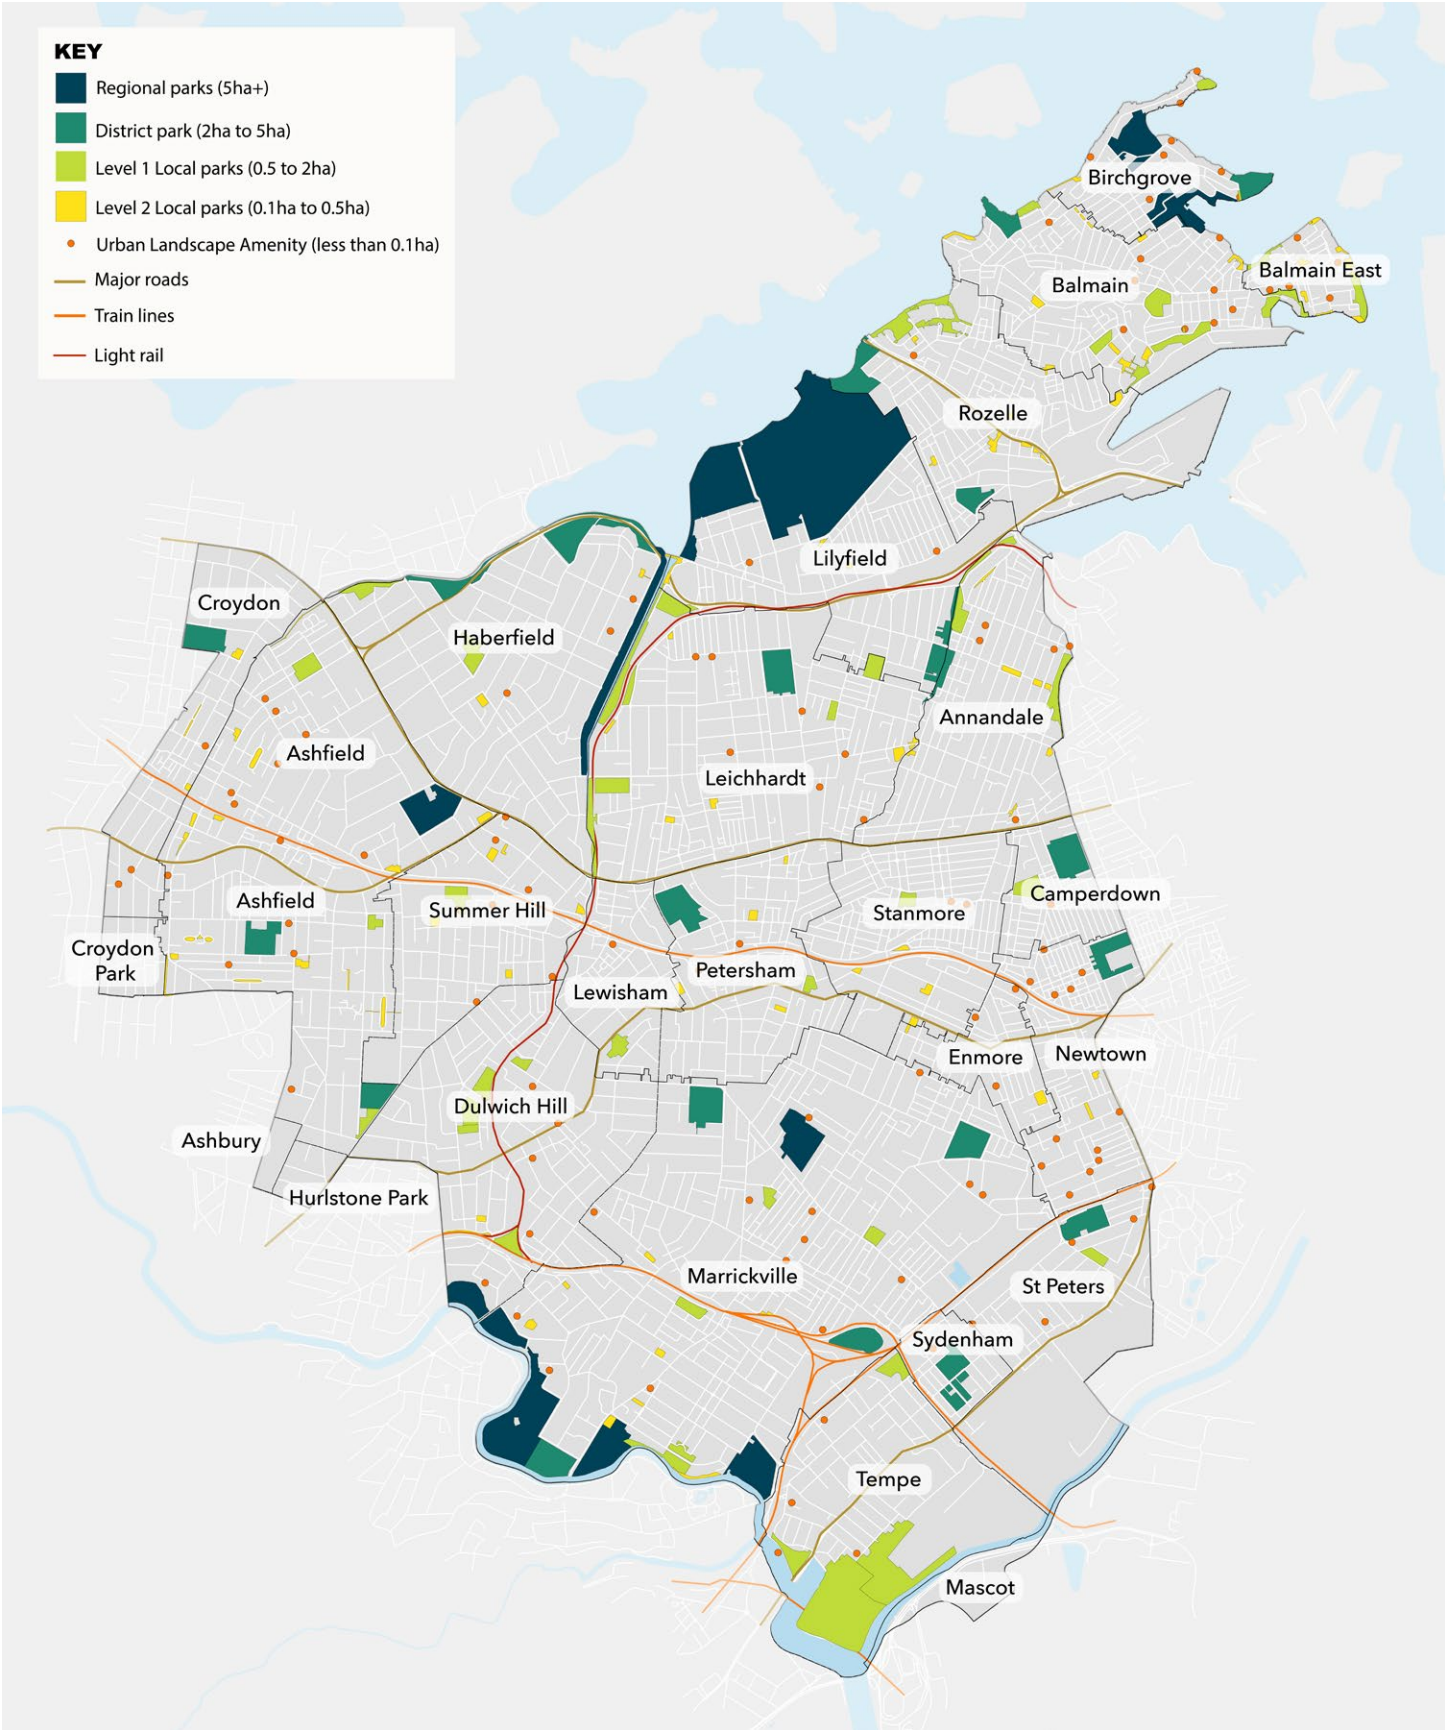 KEY
Regional parks (5ha+)
District park (2ha to 5ha)
Level 1 Local parks (0.5 to 2ha)
Level 2 Local parks (0.1ha to 0.5ha)
Urban Landscape Amenity (less than 0.1ha)
Major roads
Train lines
Light rail
Birchgrove
Balmain East
Balmain
Rozelle
Lilyfield
Croydon
Haberfield
Annandale
Ashfield
Leichhardt
Camperdown
Ashfield
Summer Hill
Stanmore
Croydon
Park
Petersham
Lewisham
Enmore
Newtown
Dulwich Hill
Ashbury
Hurlstone Park
Marrickville
St Peters
Sydenham
Tempe
Mascot